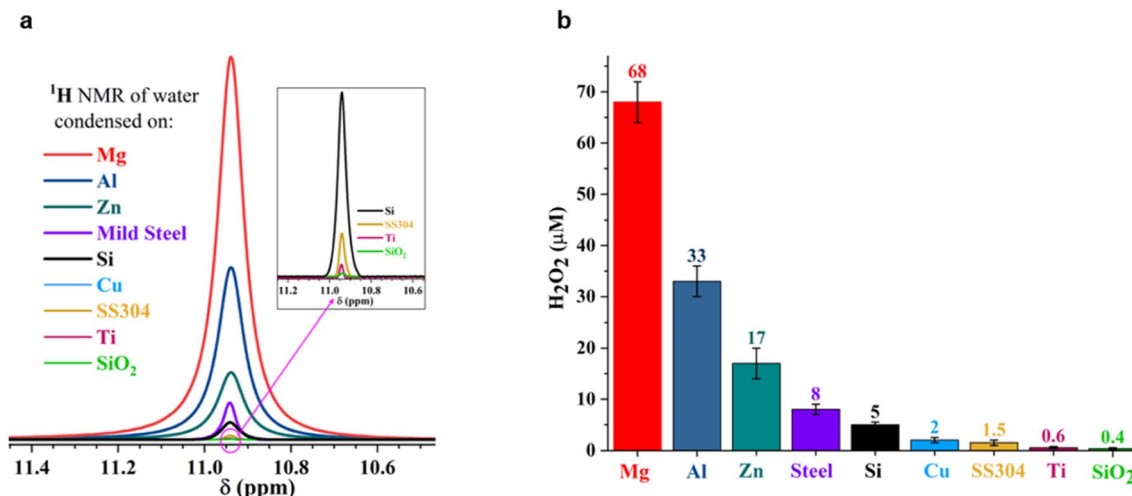 a
¹H NMR of water
condensed on:
Mg
Al
Zn
Mild Steel
Si
Cu
SS304
Ti
SiO₂
Si
SS304
Ti
SiO₂
11.2 11.0 10.8 10.6
δ (ppm)
11.4 11.2 11.0 10.8 10.6
δ (ppm)
b
H₂O₂ (μM)
70
60
50
40
30
20
10
0
68
33
17
8
5
2
1.5
0.6
0.4
Mg Al Zn Steel Si Cu SS304 Ti SiO₂